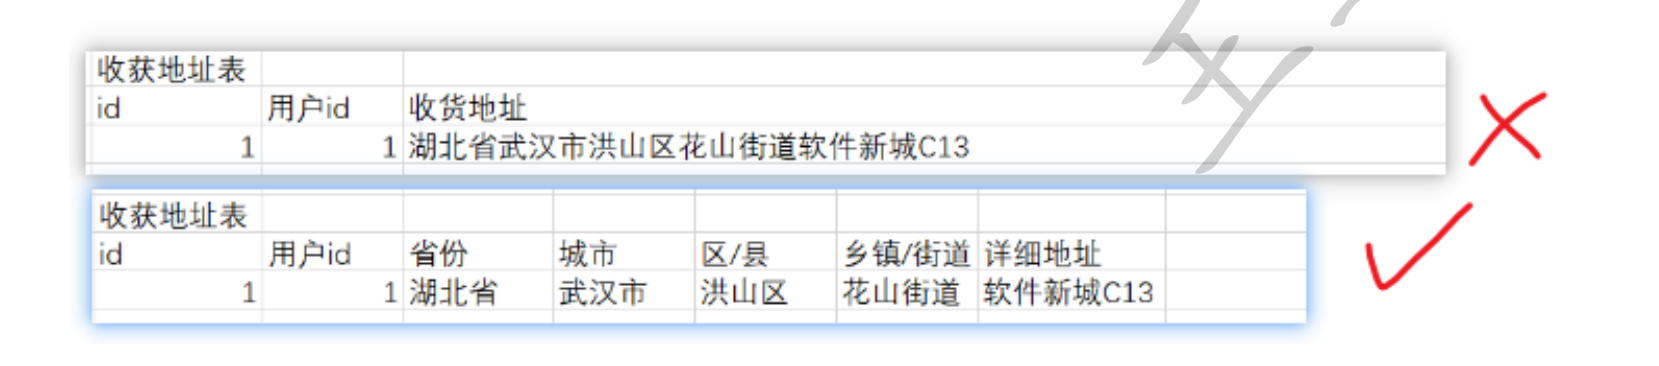 收获地址表
id 用户id 收货地址
1 1 湖北省武汉市洪山区花山街道软件新城C13
收获地址表
id 用户id 省份 城市 区/县 乡镇/街道 详细地址
1 1 湖北省 武汉市 洪山区 花山街道 软件新城C13